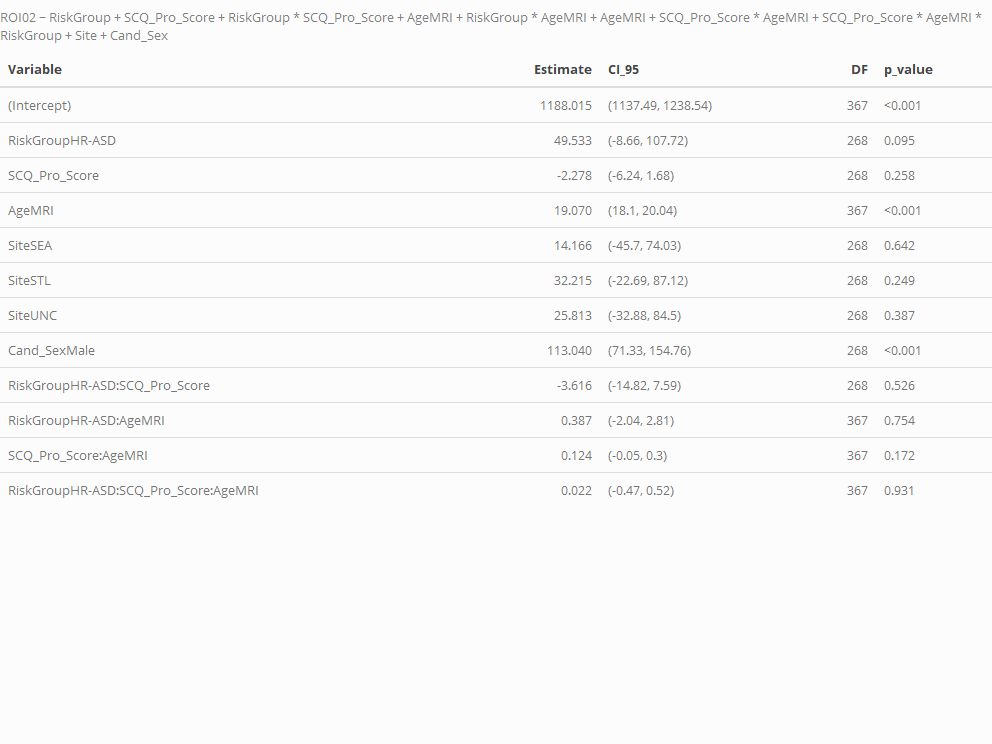 ROI02 ~ RiskGroup + SCQ_Pro_Score + RiskGroup * SCQ_Pro_Score + AgeMRI + RiskGroup * AgeMRI + AgeMRI + SCQ_Pro_Score * AgeMRI + SCQ_Pro_Score * AgeMRI *
RiskGroup + Site + Cand_Sex
Variable Estimate CI_95 DF p_value
(Intercept) 1188.015 (1137.49, 1238.54) 367 <0.001
RiskGroupHR-ASD 49.533 (-8.66, 107.72) 268 0.095
SCQ_Pro_Score -2.278 (-6.24, 1.68) 268 0.258
AgeMRI 19.070 (18.1, 20.04) 367 <0.001
SiteSEA 14.166 (-45.7, 74.03) 268 0.642
SiteSTL 32.215 (-22.69, 87.12) 268 0.249
SiteUNC 25.813 (-32.88, 84.5) 268 0.387
Cand_SexMale 113.040 (71.33, 154.76) 268 <0.001
RiskGroupHR-ASD:SCQ_Pro_Score -3.616 (-14.82, 7.59) 268 0.526
RiskGroupHR-ASD:AgeMRI 0.387 (-2.04, 2.81) 367 0.754
SCQ_Pro_Score:AgeMRI 0.124 (-0.05, 0.3) 367 0.172
RiskGroupHR-ASD:SCQ_Pro_Score:AgeMRI 0.022 (-0.47, 0.52) 367 0.931